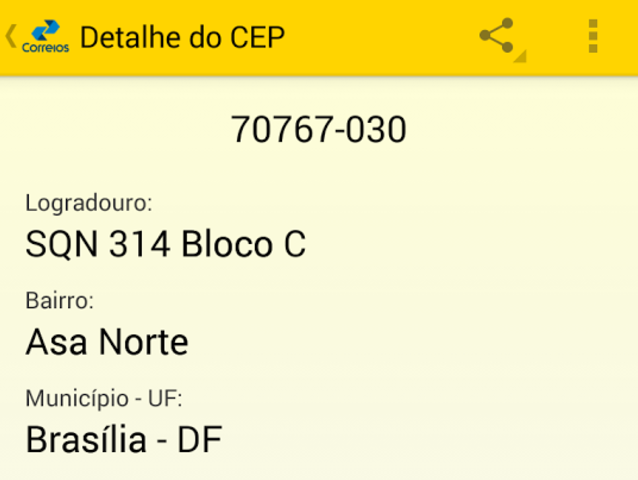 Correios Detalhe do CEP
70767-030
Logradouro:
SQN 314 Bloco C
Bairro:
Asa Norte
Município - UF:
Brasília - DF